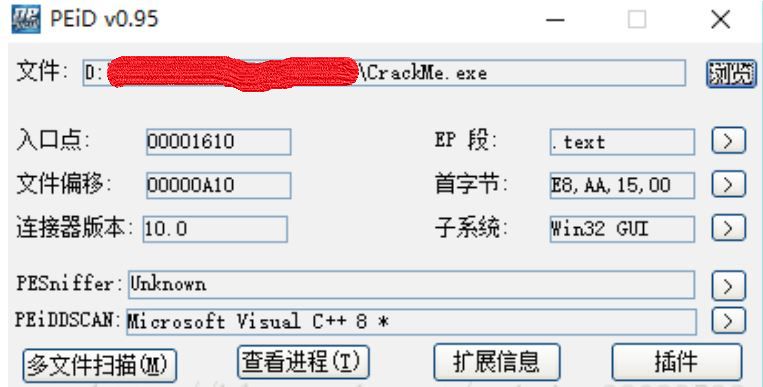 PEiD v0.95
文件: D: \CrackMe.exe 浏览
入口点: 00001610 EP 段: .text >
文件偏移: 00000A10 首字节: E8,AA,15,00 >
连接器版本: 10.0 子系统: Win32 GUI >
PESniffer: Unknown >
PEiDDSCAN: Microsoft Visual C++ 8 * >
多文件扫描(M) 查看进程(T) 扩展信息 插件